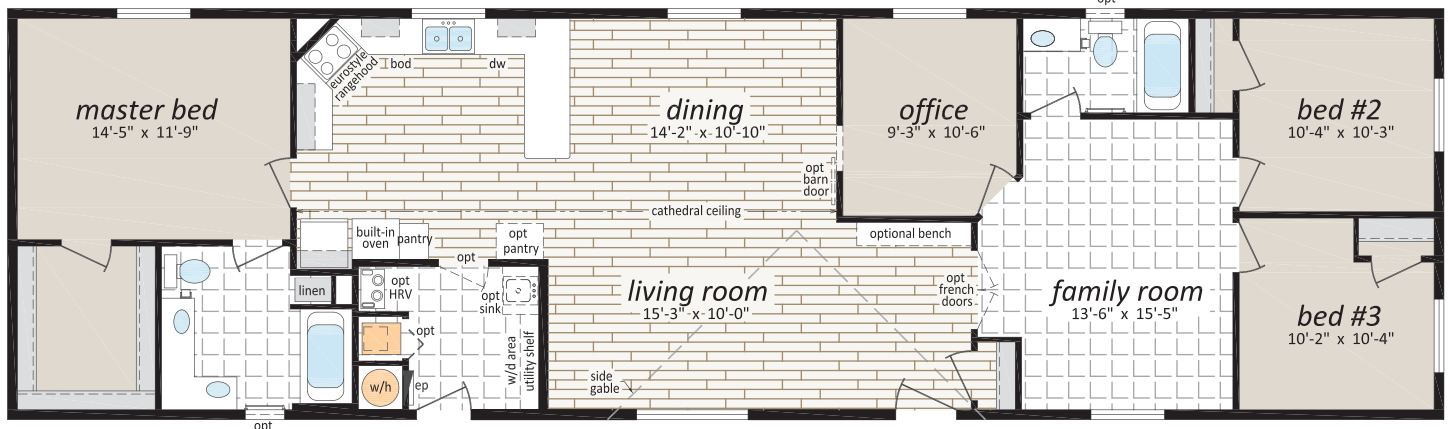 opt
master bed
14'-5" x 11'-9"
eurostyle
rangehood
bod
dw
dining
14'-2" x 10'-10"
office
9'-3" x 10'-6"
bed #2
10'-4" x 10'-3"
opt
barn
door
cathedral ceiling
built-in
oven
pantry
opt
pantry
optional bench
opt
linen
opt
HRV
opt
sink
living room
15'-3" x 10'-0"
opt
french
doors
family room
13'-6" x 15'-5"
bed #3
10'-2" x 10'-4"
opt
w/d area
utility shelf
w/h
ep
side
gable
opt